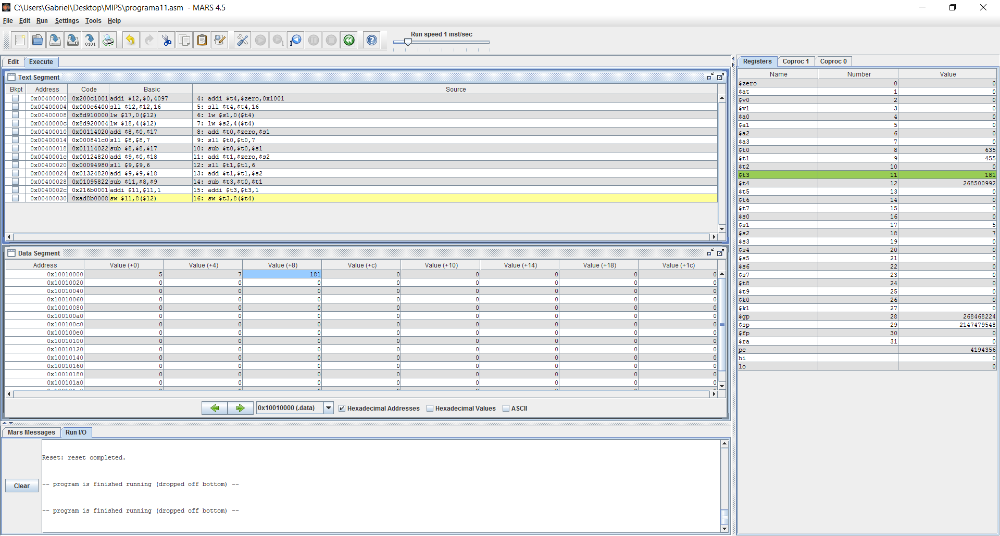 C:\Users\Gabriel\Desktop\MIPS\programa11.asm - MARS 4.5
File Edit Run Settings Tools Help
Run speed 1 inst/sec
Edit Execute
Text Segment
Bkpt Address Code Basic Source
0x00400000 0x200c1001 addi $12,$0,4097 4: addi $t4,$zero,0x1001
0x00400004 0x000c6400 sll $12,$12,16 5: sll $t4,$t4,16
0x00400008 0x8d910000 lw $17,0($12) 6: lw $s1,0($t4)
0x0040000c 0x8d920004 lw $18,4($12) 7: lw $s2,4($t4)
0x00400010 0x00114020 add $8,$0,$17 8: add $t0,$zero,$s1
0x00400014 0x000841c0 sll $8,$8,7 9: sll $t0,$t0,7
0x00400018 0x01114022 sub $8,$8,$17 10: sub $t0,$t0,$s1
0x0040001c 0x00124820 add $9,$0,$18 11: add $t1,$zero,$s2
0x00400020 0x00094980 sll $9,$9,6 12: sll $t1,$t1,6
0x00400024 0x01324820 add $9,$9,$18 13: add $t1,$t1,$s2
0x00400028 0x01095822 sub $11,$8,$9 14: sub $t3,$t0,$t1
0x0040002c 0x216b0001 addi $11,$11,1 15: addi $t3,$t3,1
0x00400030 0xad8b0008 sw $11,8($12) 16: sw $t3,8($t4)
Data Segment
Address Value (+0) Value (+4) Value (+8) Value (+c) Value (+10) Value (+14) Value (+18) Value (+1c)
0x10010000 5 7 181 0 0 0 0 0
0x10010020 0 0 0 0 0 0 0 0
0x10010040 0 0 0 0 0 0 0 0
0x10010060 0 0 0 0 0 0 0 0
0x10010080 0 0 0 0 0 0 0 0
0x100100a0 0 0 0 0 0 0 0 0
0x100100c0 0 0 0 0 0 0 0 0
0x100100e0 0 0 0 0 0 0 0 0
0x10010100 0 0 0 0 0 0 0 0
0x10010120 0 0 0 0 0 0 0 0
0x10010140 0 0 0 0 0 0 0 0
0x10010160 0 0 0 0 0 0 0 0
0x10010180 0 0 0 0 0 0 0 0
0x100101a0 0 0 0 0 0 0 0 0
0x10010000 (.data) Hexadecimal Addresses Hexadecimal Values ASCII
Mars Messages Run I/O
Reset: reset completed.
-- program is finished running (dropped off bottom) --
Clear
-- program is finished running (dropped off bottom) --
Registers Coproc 1 Coproc 0
Name Number Value
$zero 0 0
$at 1 0
$v0 2 0
$v1 3 0
$a0 4 0
$a1 5 0
$a2 6 0
$a3 7 0
$t0 8 635
$t1 9 455
$t2 10 0
$t3 11 181
$t4 12 268500992
$t5 13 0
$t6 14 0
$t7 15 0
$s0 16 0
$s1 17 5
$s2 18 7
$s3 19 0
$s4 20 0
$s5 21 0
$s6 22 0
$s7 23 0
$t8 24 0
$t9 25 0
$k0 26 0
$k1 27 0
$gp 28 268468224
$sp 29 2147479548
$fp 30 0
$ra 31 0
pc 4194356
hi 0
lo 0